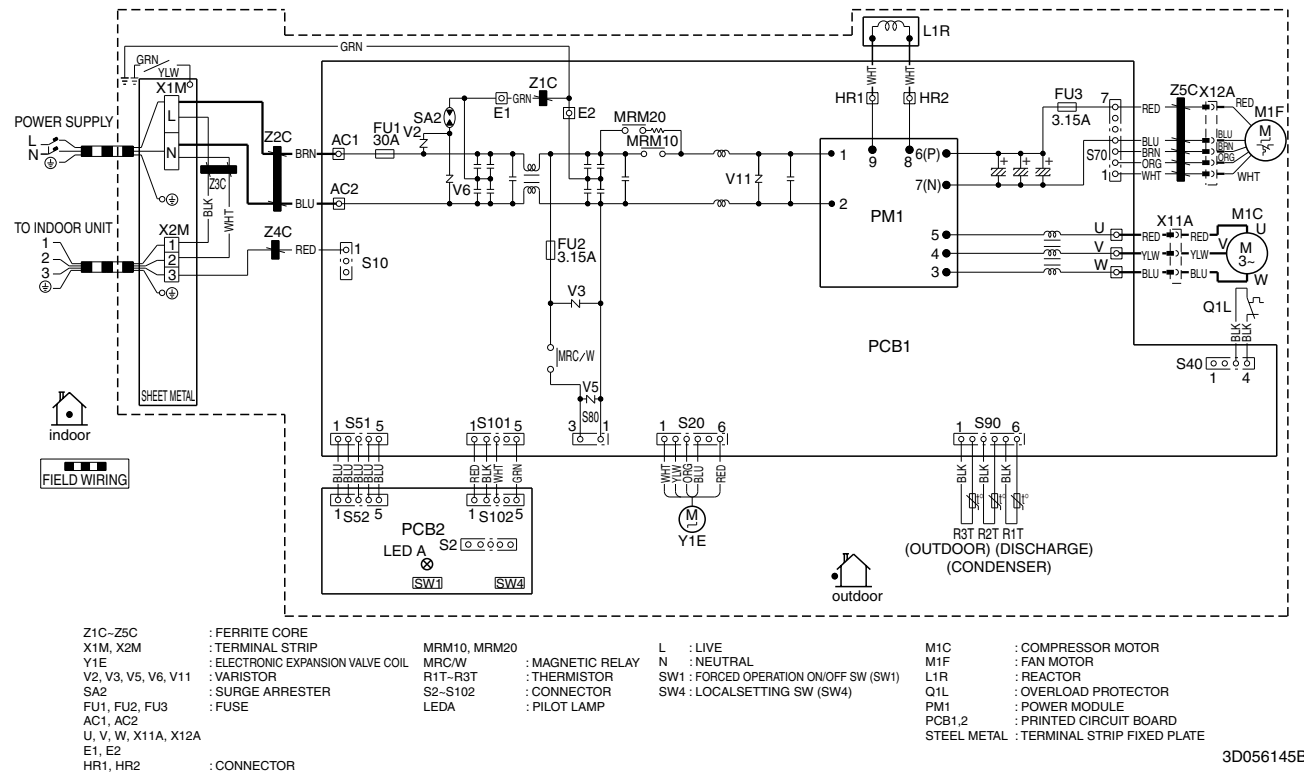 GRN
L1R
GRN
YLW
X1M
POWER SUPPLY
L
N
L
N
Z2C
Z3C
BRN
BLU
AC1
AC2
FU1
30A
V2
SA2
E1
GRN
Z1C
E2
V6
MRM20
MRM10
V11
WHT
WHT
HR1
HR2
9
8
1
2
6(P)
7(N)
PM1
5
4
3
FU3
3.15A
7
S70
1
Z5C
X12A
RED
BLU
BRN
ORG
WHT
RED
BLU
BRN
ORG
WHT
M1F
M
TO INDOOR UNIT
1
2
3
X2M
1
2
3
BLK
WHT
Z4C
RED
1
S10
FU2
3.15A
V3
MRC/W
V5
S80
3
1
U
V
W
X11A
RED
YLW
BLU
RED
YLW
BLU
M1C
U
V
W
M
3~
Q1L
BLK
BLK
S40
1
4
PCB1
SHEET METAL
indoor
FIELD WIRING
1
S51
5
BLU
BLU
BLU
BLU
BLU
1
S52
5
1
S101
5
RED
BLK
WHT
GRN
1
S102
5
PCB2
LED A
S2
SW1
SW4
1
S20
6
WHT
YLW
ORG
BLU
RED
M
Y1E
1
S90
6
BLK
BLK
BLK
t°
t°
t°
R3T R2T R1T
(OUTDOOR) (DISCHARGE)
(CONDENSER)
outdoor
Z1C~Z5C : FERRITE CORE
X1M, X2M : TERMINAL STRIP
Y1E : ELECTRONIC EXPANSION VALVE COIL
V2, V3, V5, V6, V11 : VARISTOR
SA2 : SURGE ARRESTER
FU1, FU2, FU3 : FUSE
AC1, AC2
U, V, W, X11A, X12A
E1, E2
HR1, HR2 : CONNECTOR
MRM10, MRM20
MRC/W : MAGNETIC RELAY
R1T~R3T : THERMISTOR
S2~S102 : CONNECTOR
LEDA : PILOT LAMP
L : LIVE
N : NEUTRAL
SW1 : FORCED OPERATION ON/OFF SW (SW1)
SW4 : LOCALSETTING SW (SW4)
M1C : COMPRESSOR MOTOR
M1F : FAN MOTOR
L1R : REACTOR
Q1L : OVERLOAD PROTECTOR
PM1 : POWER MODULE
PCB1,2 : PRINTED CIRCUIT BOARD
STEEL METAL : TERMINAL STRIP FIXED PLATE
3D056145B